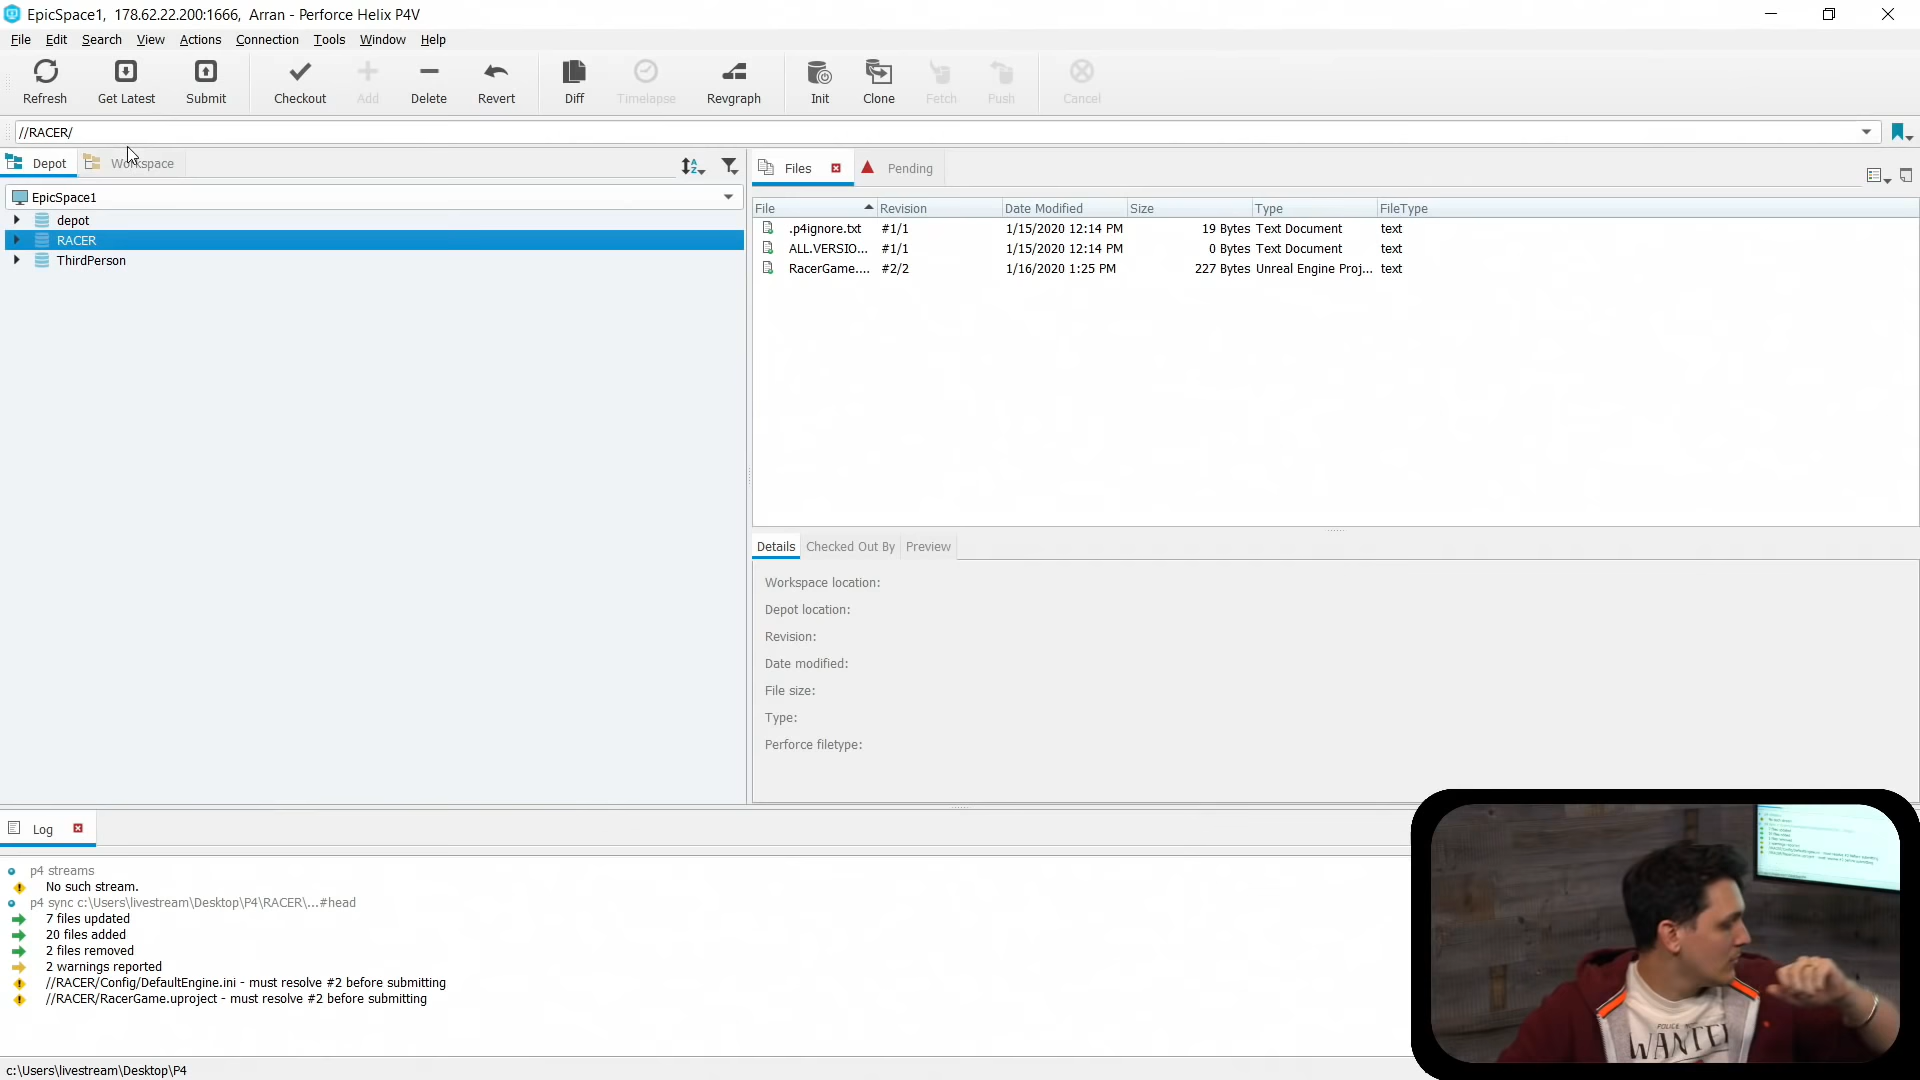 EpicSpace1, 178.62.22.200:1666, Arran - Perforce Helix P4V
File Edit Search View Actions Connection Tools Window Help
Refresh Get Latest Submit Checkout Add Delete Revert Diff Timelapse Revgraph Init Clone Fetch Push Cancel
//RACER/
Depot Workspace
EpicSpace1
depot
RACER
ThirdPerson
Files Pending
File Revision Date Modified Size Type FileType
.p4ignore.txt #1/1 1/15/2020 12:14 PM 19 Bytes Text Document text
ALL.VERSIO... #1/1 1/15/2020 12:14 PM 0 Bytes Text Document text
RacerGame.... #2/2 1/16/2020 1:25 PM 227 Bytes Unreal Engine Proj... text
Details Checked Out By Preview
Workspace location:
Depot location:
Revision:
Date modified:
File size:
Type:
Perforce filetype:
Log
p4 streams
No such stream.
p4 sync c:\Users\livestream\Desktop\P4\RACER\...#head
7 files updated
20 files added
2 files removed
2 warnings reported
//RACER/Config/DefaultEngine.ini - must resolve #2 before submitting
//RACER/RacerGame.uproject - must resolve #2 before submitting
c:\Users\livestream\Desktop\P4
POLICE
WANTED